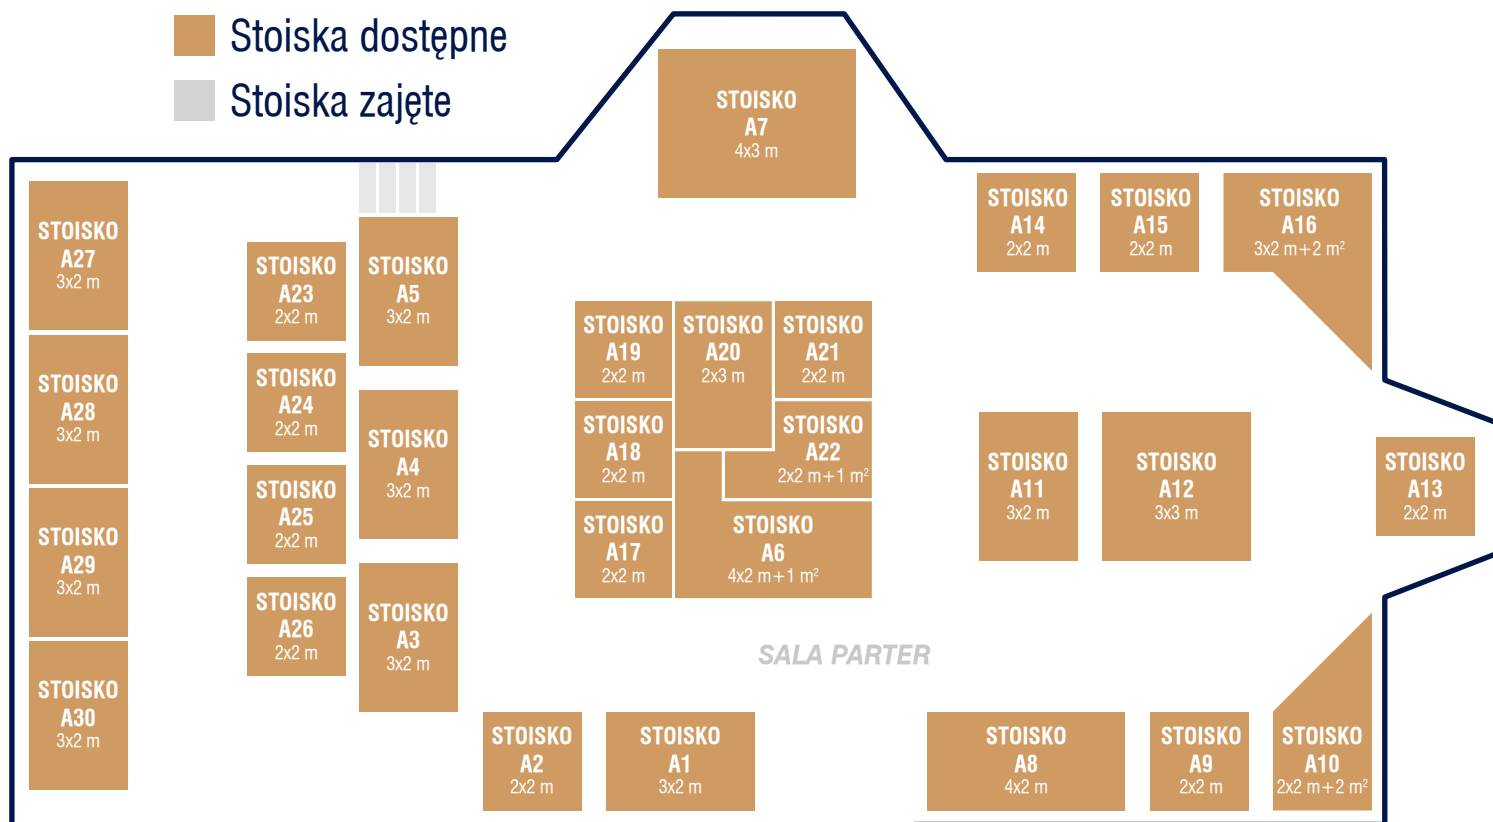 Stoiska dostępne
Stoiska zajęte
STOISKO
A7
4x3 m
STOISKO
A14
2x2 m
STOISKO
A15
2x2 m
STOISKO
A16
3x2 m+2 m²
STOISKO
A27
3x2 m
STOISKO
A23
2x2 m
STOISKO
A5
3x2 m
STOISKO
A19
2x2 m
STOISKO
A20
2x3 m
STOISKO
A21
2x2 m
STOISKO
A28
3x2 m
STOISKO
A24
2x2 m
STOISKO
A4
3x2 m
STOISKO
A18
2x2 m
STOISKO
A22
2x2 m+1 m²
STOISKO
A11
3x2 m
STOISKO
A12
3x3 m
STOISKO
A13
2x2 m
STOISKO
A29
3x2 m
STOISKO
A25
2x2 m
STOISKO
A17
2x2 m
STOISKO
A6
4x2 m+1 m²
STOISKO
A26
2x2 m
STOISKO
A3
3x2 m
SALA PARTER
STOISKO
A30
3x2 m
STOISKO
A2
2x2 m
STOISKO
A1
3x2 m
STOISKO
A8
4x2 m
STOISKO
A9
2x2 m
STOISKO
A10
2x2 m+2 m²